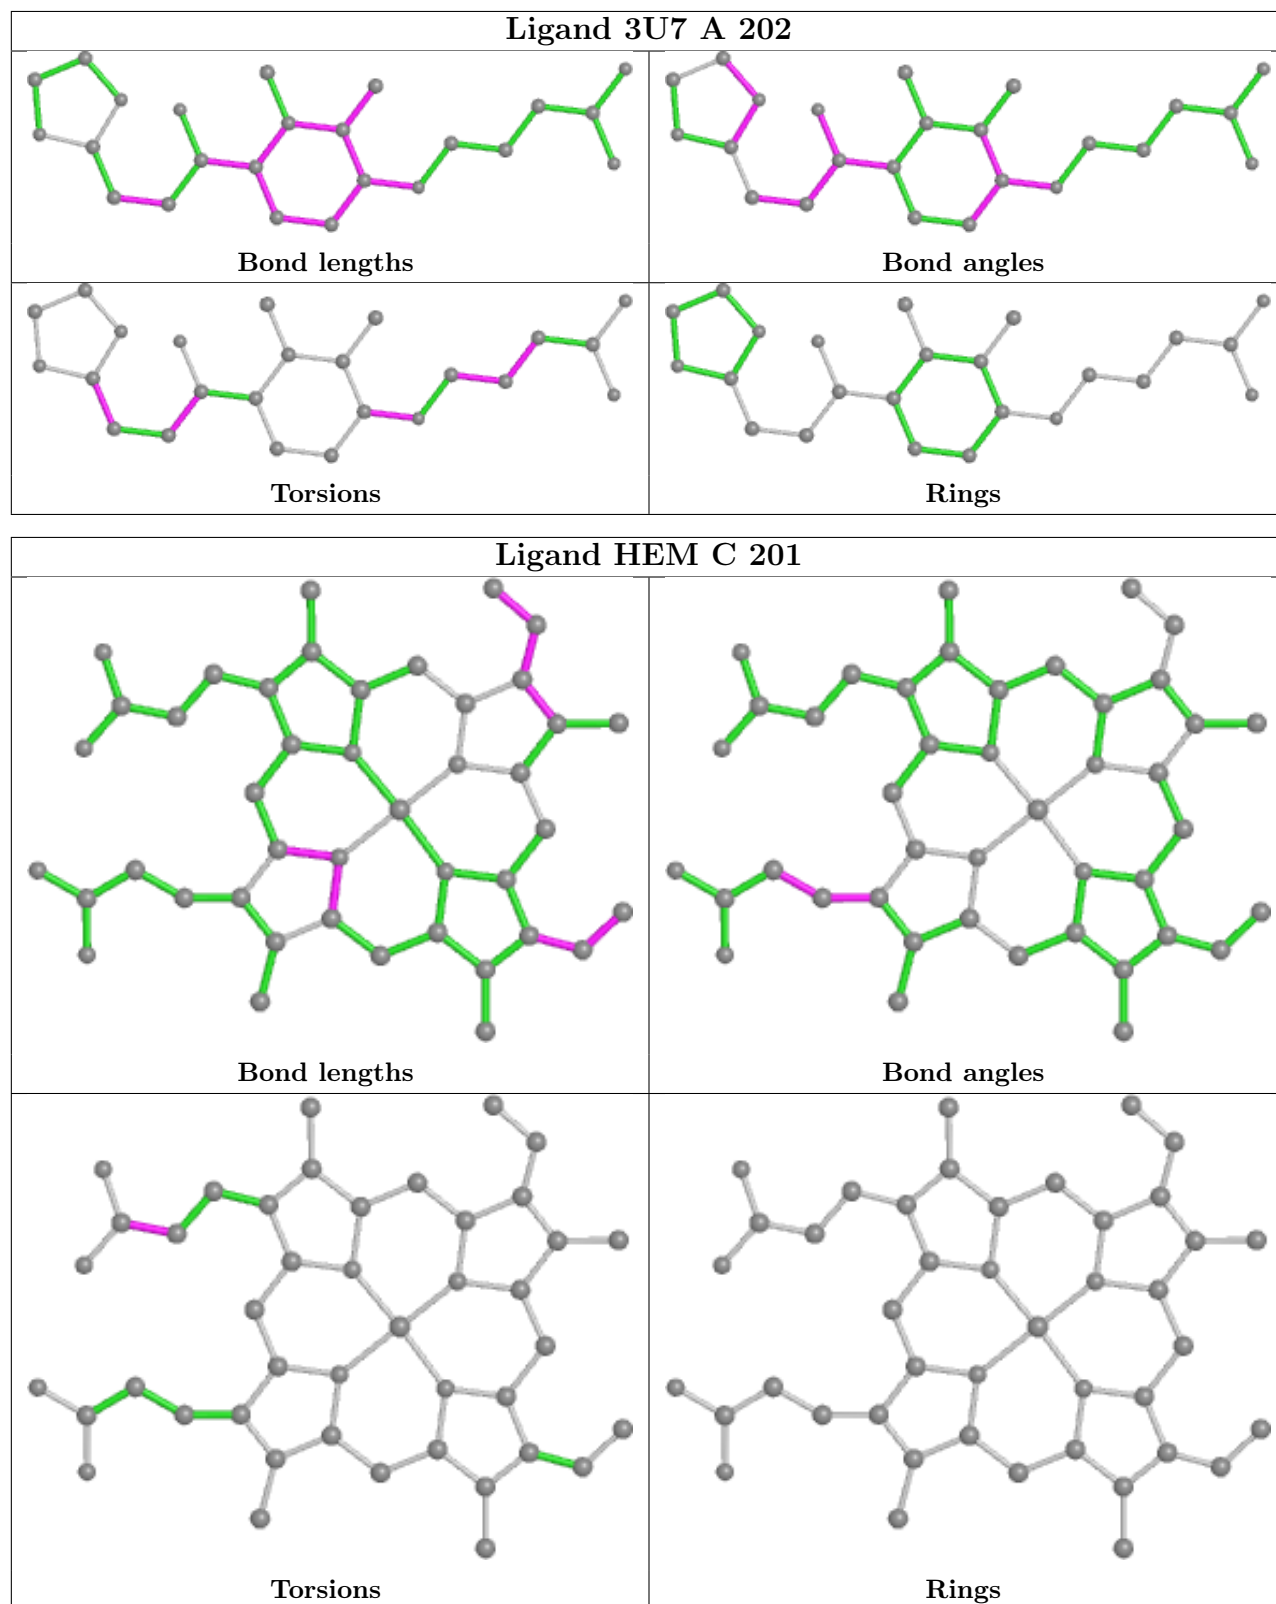 Ligand 3U7 A 202
Bond lengths
Bond angles
Torsions
Rings
Ligand HEM C 201
Bond lengths
Bond angles
Torsions
Rings